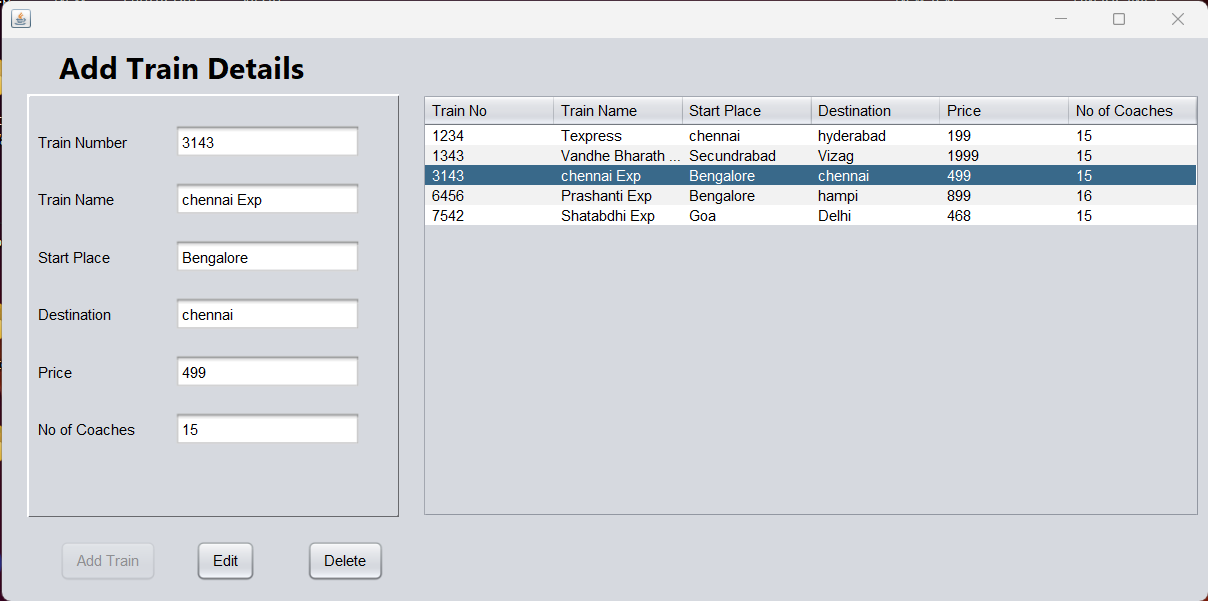 Add Train Details
Train Number 3143
Train Name chennai Exp
Start Place Bengalore
Destination chennai
Price 499
No of Coaches 15
Add Train Edit Delete
Train No Train Name Start Place Destination Price No of Coaches
1234 Texpress chennai hyderabad 199 15
1343 Vandhe Bharath ... Secundrabad Vizag 1999 15
3143 chennai Exp Bengalore chennai 499 15
6456 Prashanti Exp Bengalore hampi 899 16
7542 Shatabdhi Exp Goa Delhi 468 15